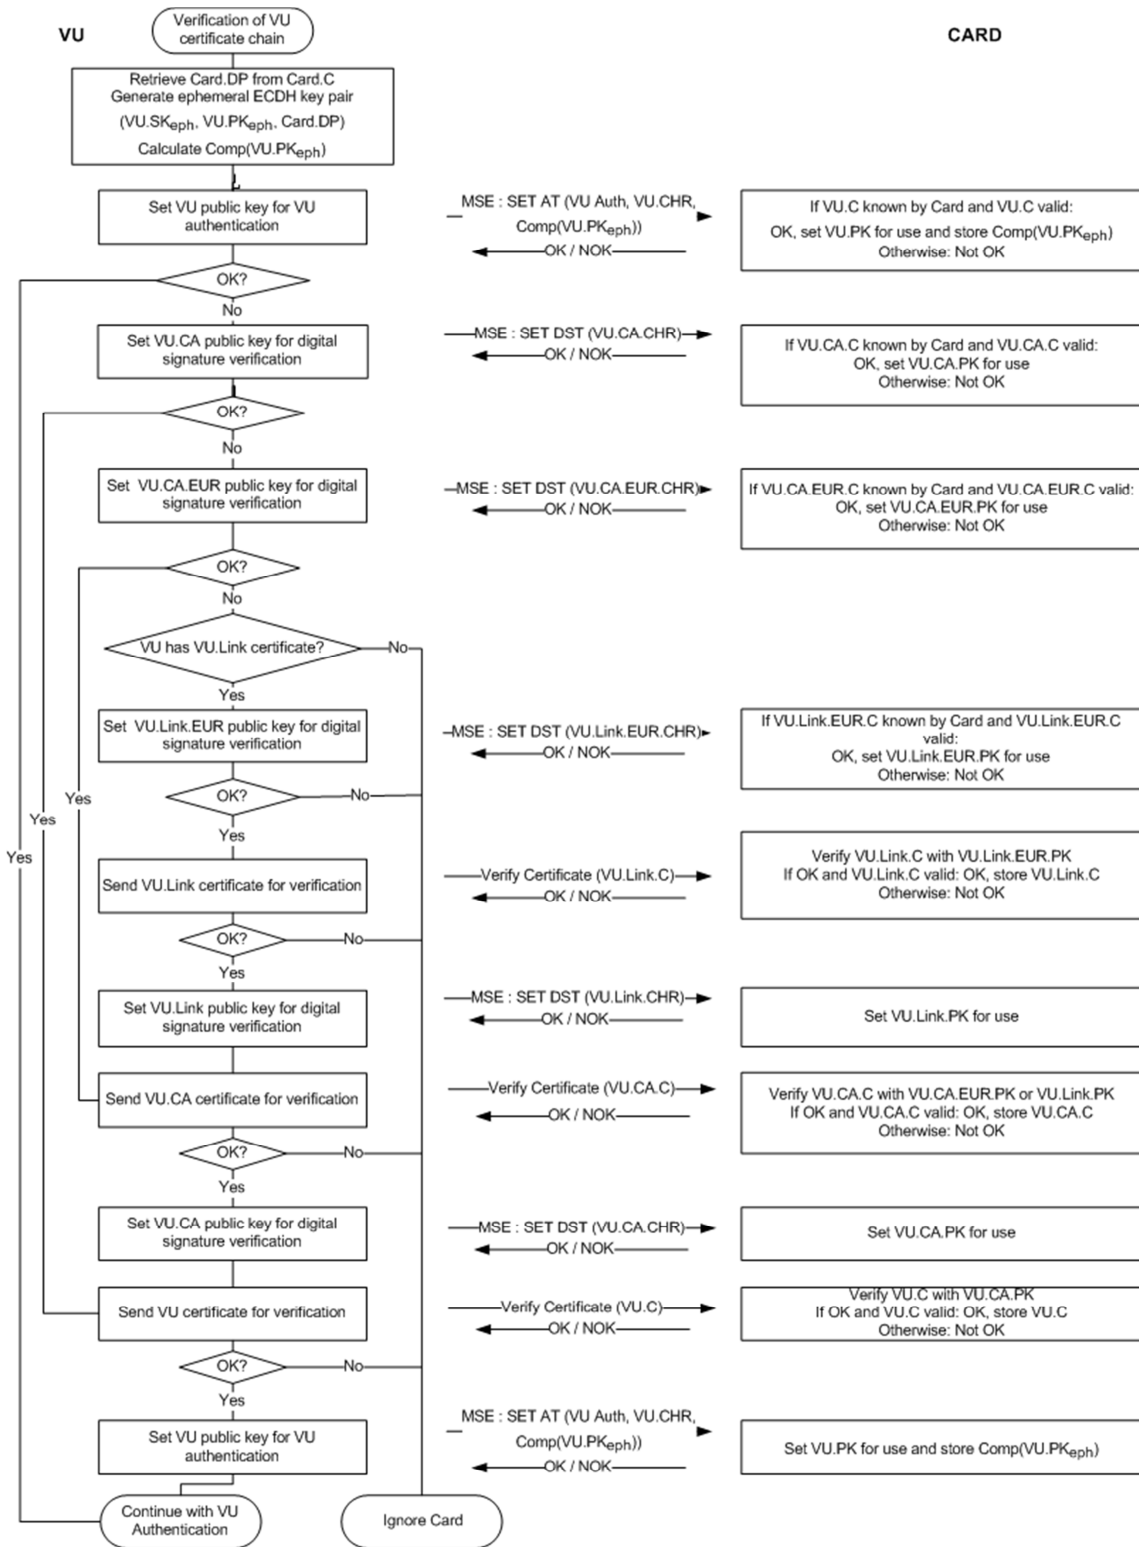 VU
Verification of VU
certificate chain
CARD
Retrieve Card.DP from Card.C
Generate ephemeral ECDH key pair
(VU.SKeph, VU.PKeph, Card.DP)
Calculate Comp(VU.PKeph)
Set VU public key for VU
authentication
MSE : SET AT (VU Auth, VU.CHR,
Comp(VU.PKeph))
OK / NOK
If VU.C known by Card and VU.C valid:
OK, set VU.PK for use and store Comp(VU.PKeph)
Otherwise: Not OK
OK?
No
Set VU.CA public key for digital
signature verification
MSE : SET DST (VU.CA.CHR)
OK / NOK
If VU.CA.C known by Card and VU.CA.C valid:
OK, set VU.CA.PK for use
Otherwise: Not OK
OK?
No
Set VU.CA.EUR public key for digital
signature verification
MSE : SET DST (VU.CA.EUR.CHR)
OK / NOK
If VU.CA.EUR.C known by Card and VU.CA.EUR.C valid:
OK, set VU.CA.EUR.PK for use
Otherwise: Not OK
OK?
No
VU has VU.Link certificate?
No
Yes
Set VU.Link.EUR public key for digital
signature verification
MSE : SET DST (VU.Link.EUR.CHR)
OK / NOK
If VU.Link.EUR.C known by Card and VU.Link.EUR.C
valid:
OK, set VU.Link.EUR.PK for use
Otherwise: Not OK
OK?
No
Yes
Yes
Yes
Yes
Send VU.Link certificate for verification
Verify Certificate (VU.Link.C)
OK / NOK
Verify VU.Link.C with VU.Link.EUR.PK
If OK and VU.Link.C valid: OK, store VU.Link.C
Otherwise: Not OK
OK?
No
Yes
Set VU.Link public key for digital
signature verification
MSE : SET DST (VU.Link.CHR)
OK / NOK
Set VU.Link.PK for use
Send VU.CA certificate for verification
Verify Certificate (VU.CA.C)
OK / NOK
Verify VU.CA.C with VU.CA.EUR.PK or VU.Link.PK
If OK and VU.CA.C valid: OK, store VU.CA.C
Otherwise: Not OK
OK?
No
Yes
Set VU.CA public key for digital
signature verification
MSE : SET DST (VU.CA.CHR)
OK / NOK
Set VU.CA.PK for use
Send VU certificate for verification
Verify Certificate (VU.C)
OK / NOK
Verify VU.C with VU.CA.PK
If OK and VU.C valid: OK, store VU.C
Otherwise: Not OK
OK?
No
Yes
Set VU public key for VU
authentication
MSE : SET AT (VU Auth, VU.CHR,
Comp(VU.PKeph))
OK / NOK
Set VU.PK for use and store Comp(VU.PKeph)
Continue with VU
Authentication
Ignore Card